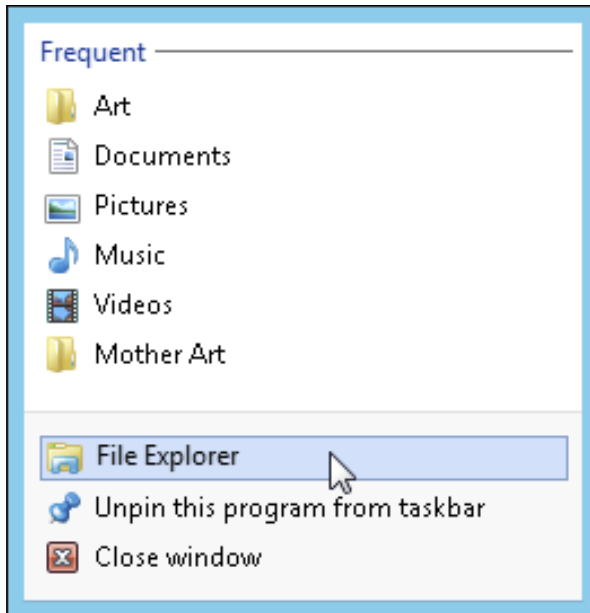 Frequent
Art
Documents
Pictures
Music
Videos
Mother Art
File Explorer
Unpin this program from taskbar
Close window